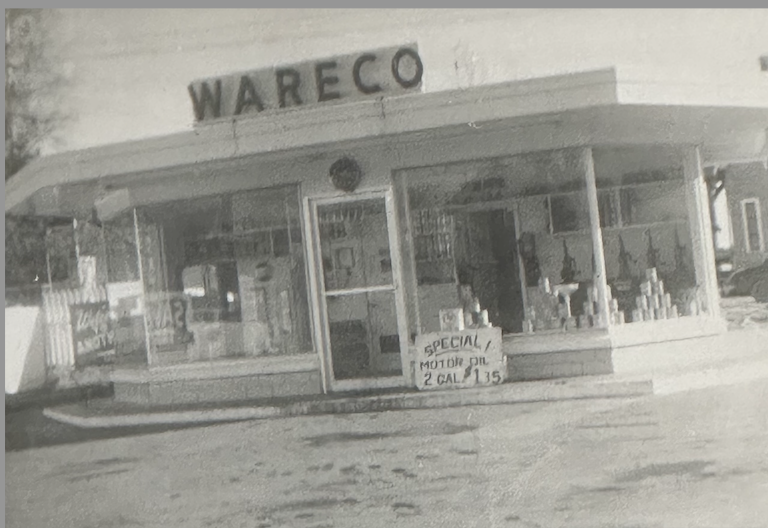 WARECO
SPECIAL!
MOTOR OIL
2 GAL. $1.35